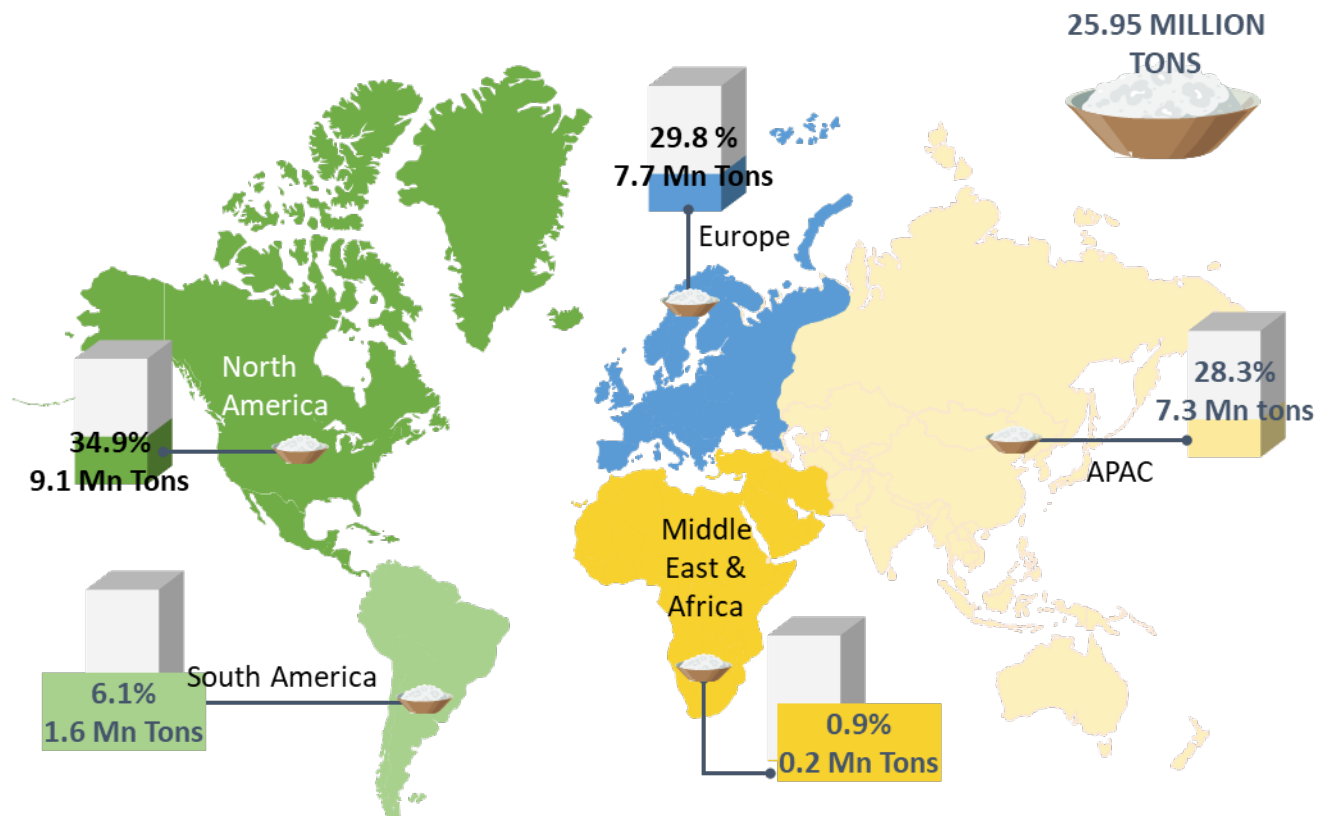 25.95 MILLION
TONS
29.8 %
7.7 Mn Tons
Europe
North
America
34.9%
9.1 Mn Tons
28.3%
7.3 Mn tons
APAC
Middle
East &
Africa
South America
6.1%
1.6 Mn Tons
0.9%
0.2 Mn Tons